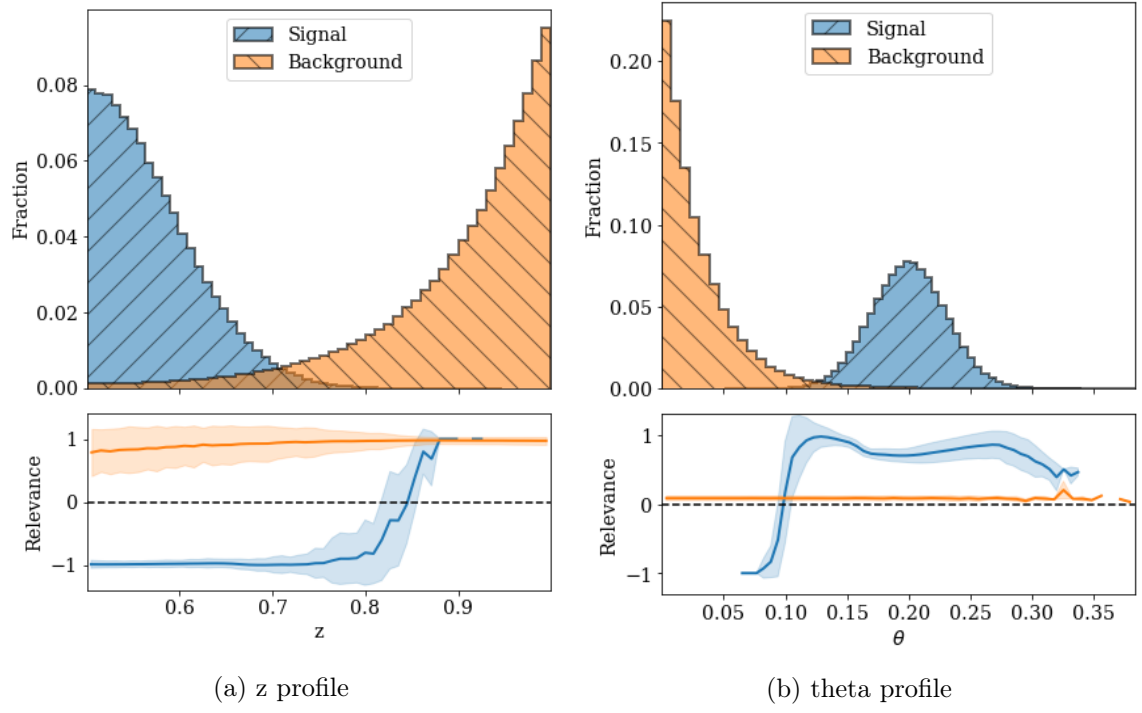 Signal
Background
Fraction
0.08
0.06
0.04
0.02
0.00
Relevance
1
0
−1
0.6 0.7 0.8 0.9
z
(a) z profile
Signal
Background
Fraction
0.20
0.15
0.10
0.05
0.00
Relevance
1
0
−1
0.05 0.10 0.15 0.20 0.25 0.30 0.35
θ
(b) theta profile